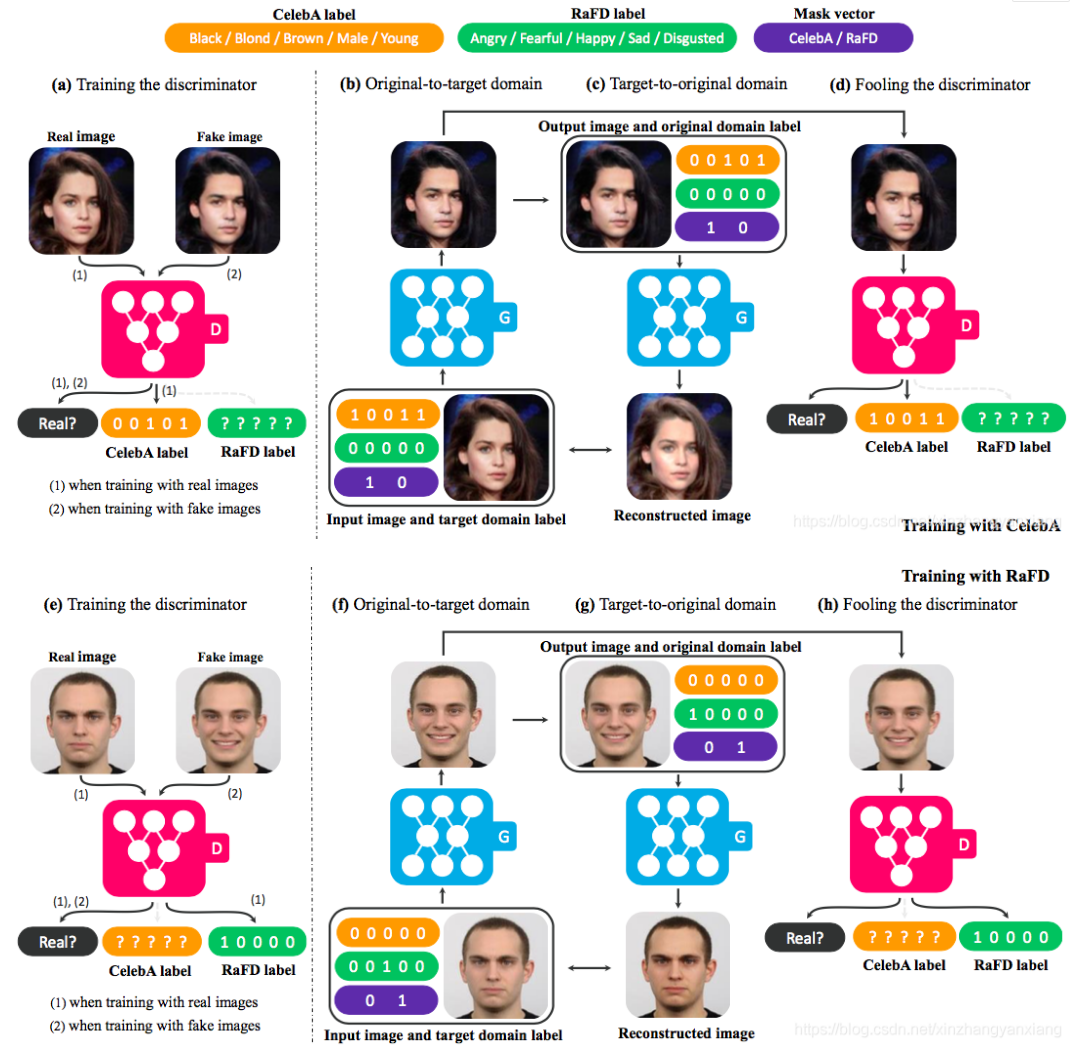 CelebA label
RaFD label
Mask vector
Black / Blond / Brown / Male / Young
Angry / Fearful / Happy / Sad / Disgusted
CelebA / RaFD
(a) Training the discriminator
(b) Original-to-target domain
(c) Target-to-original domain
(d) Fooling the discriminator
Real image
Fake image
Output image and original domain label
0 0 1 0 1
0 0 0 0 0
1 0
(1)
(2)
D
G
G
D
(1), (2)
(1)
Real?
0 0 1 0 1
? ? ? ? ?
CelebA label
RaFD label
1 0 0 1 1
0 0 0 0 0
1 0
Real?
1 0 0 1 1
? ? ? ? ?
CelebA label
RaFD label
(1) when training with real images
(2) when training with fake images
Input image and target domain label
Reconstructed image
Training with CelebA
Training with RaFD
(e) Training the discriminator
(f) Original-to-target domain
(g) Target-to-original domain
(h) Fooling the discriminator
Real image
Fake image
Output image and original domain label
0 0 0 0 0
1 0 0 0 0
0 1
(1)
(2)
D
G
G
D
(1), (2)
(1)
Real?
? ? ? ? ?
1 0 0 0 0
CelebA label
RaFD label
0 0 0 0 0
0 0 1 0 0
0 1
Real?
? ? ? ? ?
1 0 0 0 0
CelebA label
RaFD label
(1) when training with real images
(2) when training with fake images
Input image and target domain label
Reconstructed image
https://blog.csdn.net/xinzhangyanxiang